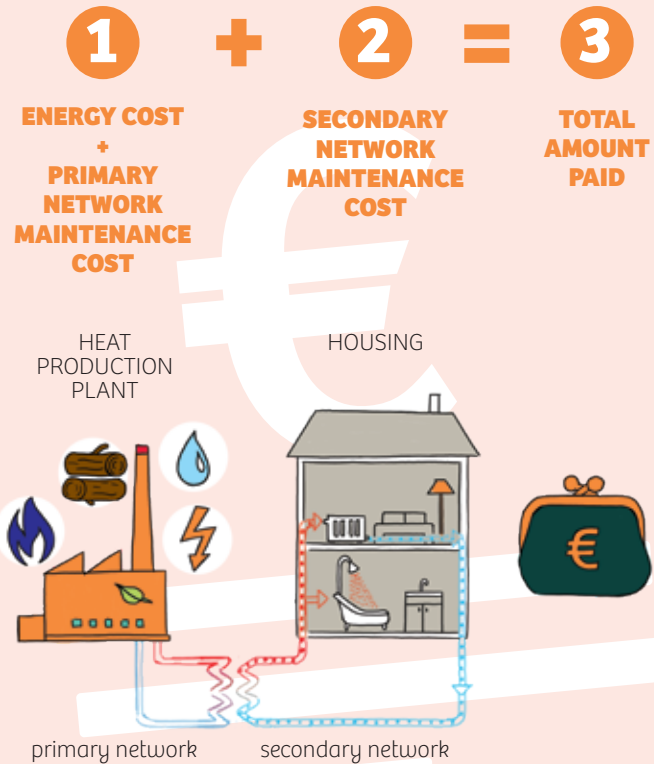 1 + 2 = 3
ENERGY COST
+
PRIMARY
NETWORK
MAINTENANCE
COST
SECONDARY
NETWORK
MAINTENANCE
COST
TOTAL
AMOUNT
PAID
HEAT
PRODUCTION
PLANT
HOUSING
€
€
primary network
secondary network